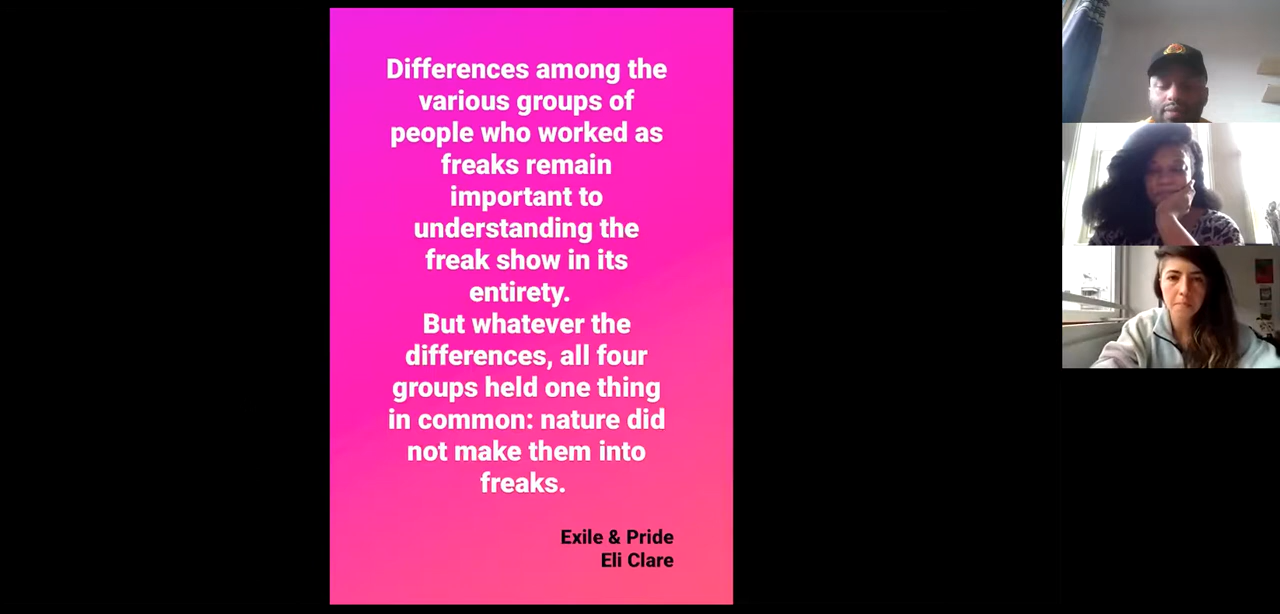 Differences among the
various groups of
people who worked as
freaks remain
important to
understanding the
freak show in its
entirety.
But whatever the
differences, all four
groups held one thing
in common: nature did
not make them into
freaks.
Exile & Pride
Eli Clare